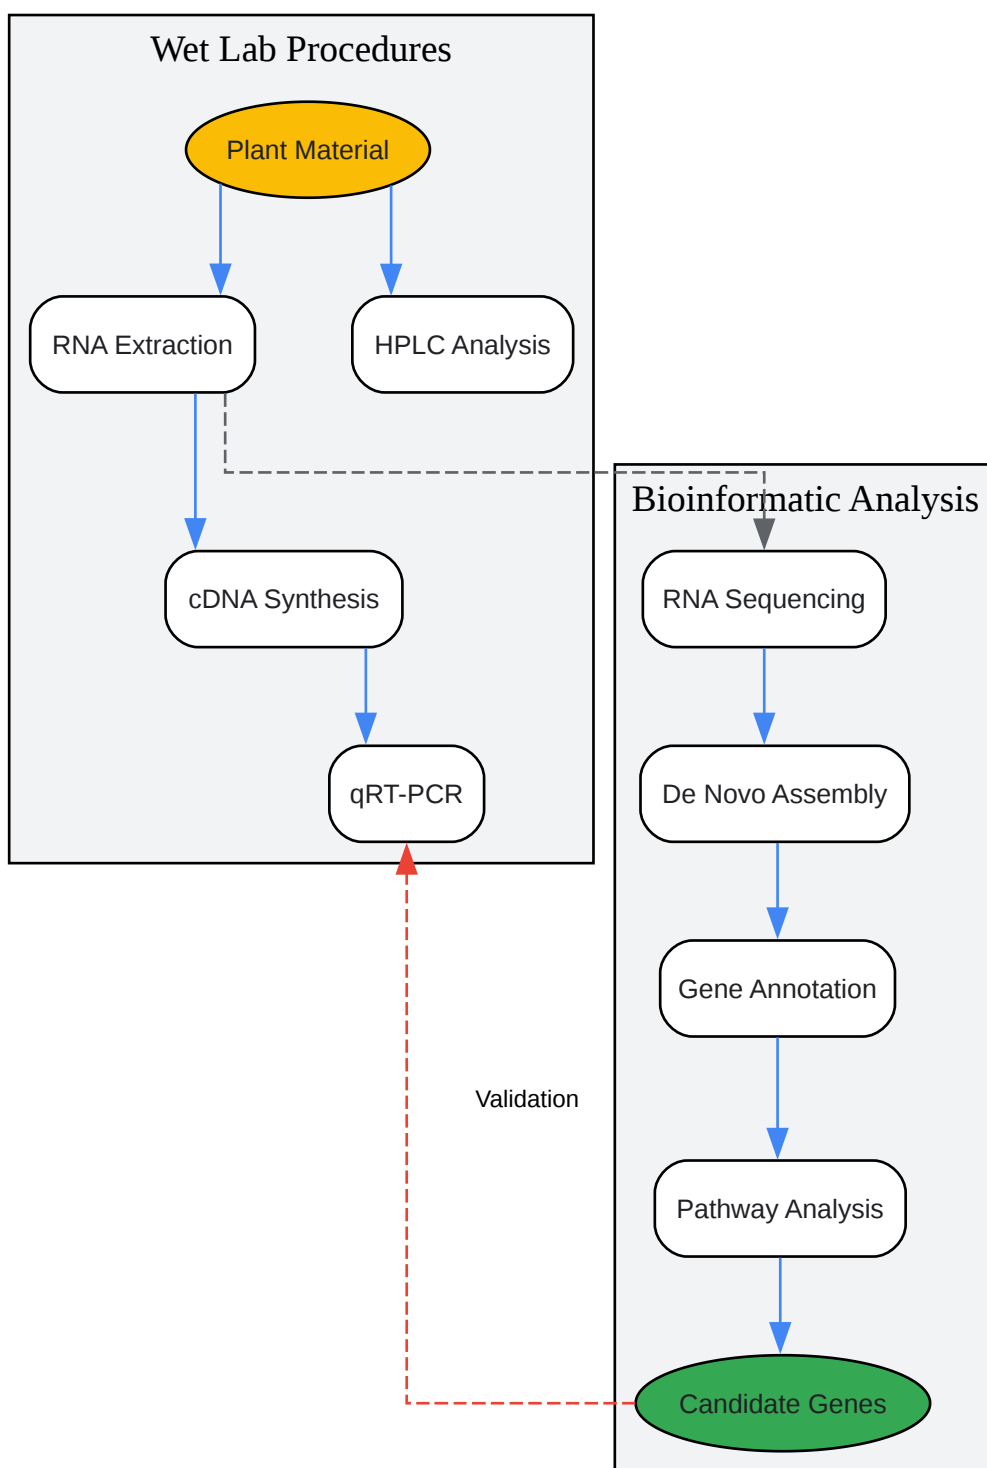 Wet Lab Procedures
Plant Material
RNA Extraction
HPLC Analysis
cDNA Synthesis
qRT-PCR
Bioinformatic Analysis
RNA Sequencing
De Novo Assembly
Gene Annotation
Validation
Pathway Analysis
Candidate Genes